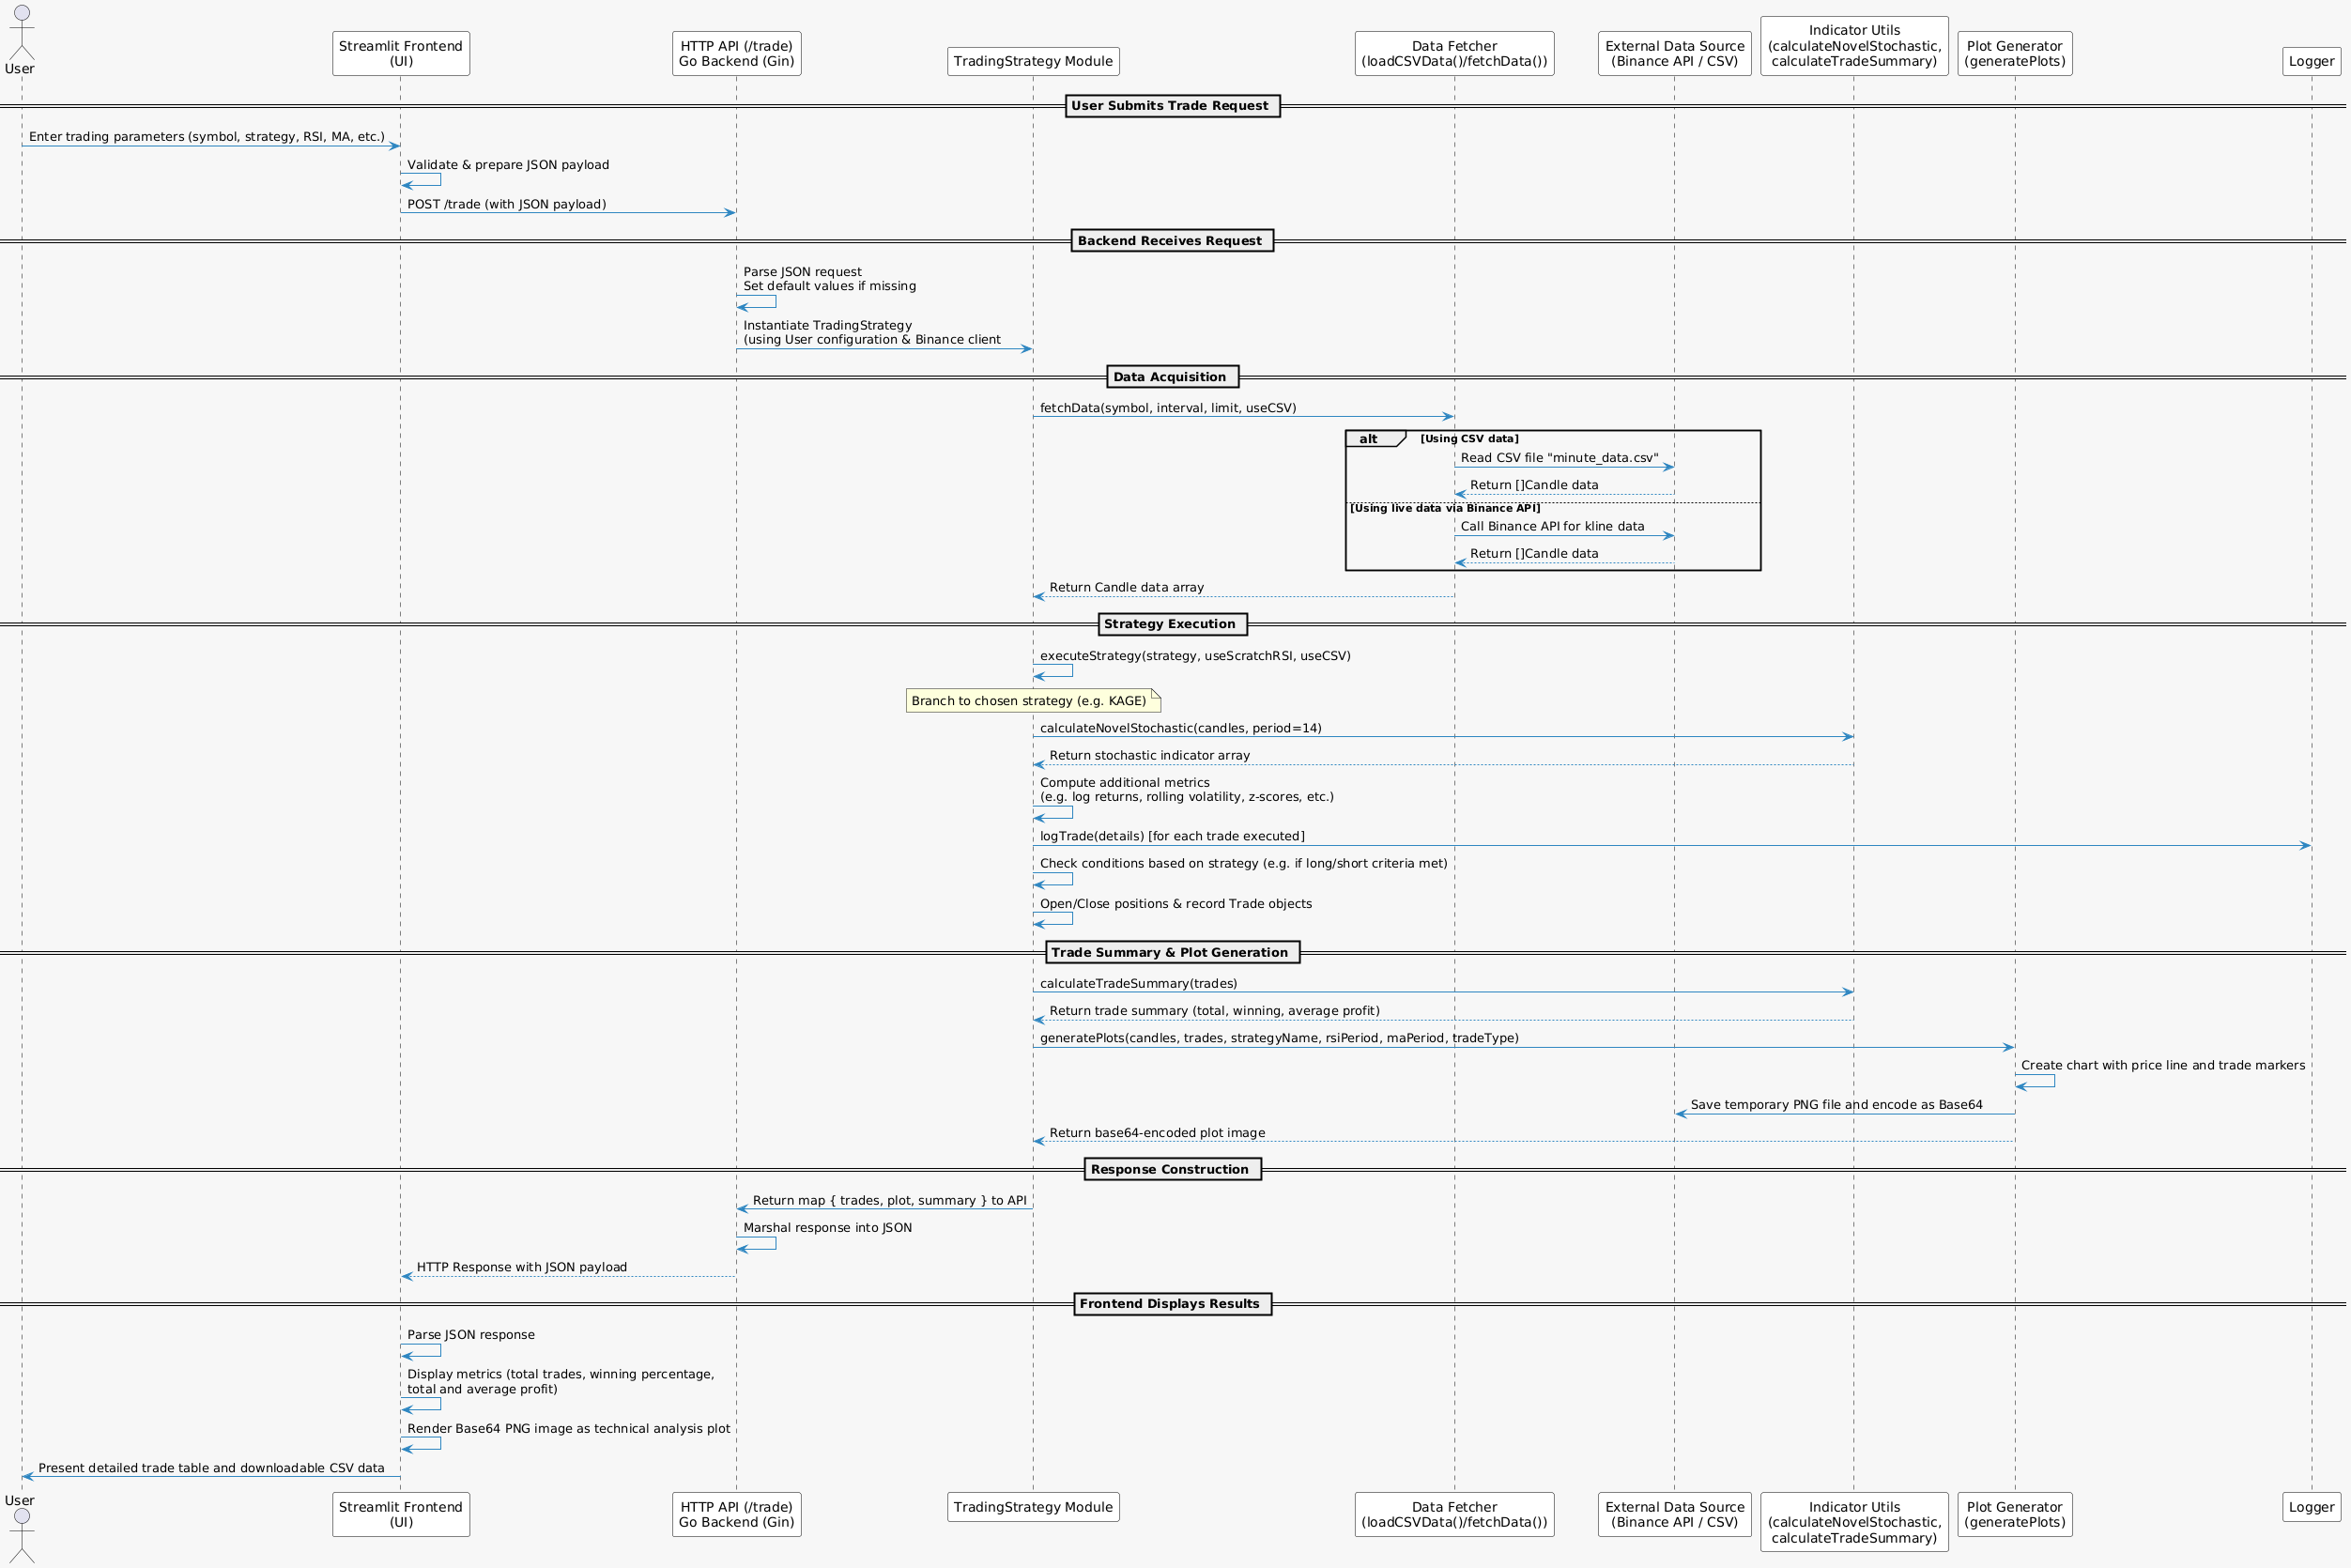 User
Streamlit Frontend
(UI)
HTTP API (/trade)
Go Backend (Gin)
TradingStrategy Module
Data Fetcher
(loadCSVData()/fetchData())
External Data Source
(Binance API / CSV)
Indicator Utils
(calculateNovelStochastic,
calculateTradeSummary)
Plot Generator
(generatePlots)
Logger
User Submits Trade Request
Enter trading parameters (symbol, strategy, RSI, MA, etc.)
Validate & prepare JSON payload
POST /trade (with JSON payload)
Backend Receives Request
Parse JSON request
Set default values if missing
Instantiate TradingStrategy
(using User configuration & Binance client
Data Acquisition
fetchData(symbol, interval, limit, useCSV)
alt [Using CSV data]
Read CSV file "minute_data.csv"
Return []Candle data
[Using live data via Binance API]
Call Binance API for kline data
Return []Candle data
Return Candle data array
Strategy Execution
executeStrategy(strategy, useScratchRSI, useCSV)
Branch to chosen strategy (e.g. KAGE)
calculateNovelStochastic(candles, period=14)
Return stochastic indicator array
Compute additional metrics
(e.g. log returns, rolling volatility, z-scores, etc.)
logTrade(details) [for each trade executed]
Check conditions based on strategy (e.g. if long/short criteria met)
Open/Close positions & record Trade objects
Trade Summary & Plot Generation
calculateTradeSummary(trades)
Return trade summary (total, winning, average profit)
generatePlots(candles, trades, strategyName, rsiPeriod, maPeriod, tradeType)
Create chart with price line and trade markers
Save temporary PNG file and encode as Base64
Return base64-encoded plot image
Response Construction
Return map { trades, plot, summary } to API
Marshal response into JSON
HTTP Response with JSON payload
Frontend Displays Results
Parse JSON response
Display metrics (total trades, winning percentage,
total and average profit)
Render Base64 PNG image as technical analysis plot
Present detailed trade table and downloadable CSV data
User
Streamlit Frontend
(UI)
HTTP API (/trade)
Go Backend (Gin)
TradingStrategy Module
Data Fetcher
(loadCSVData()/fetchData())
External Data Source
(Binance API / CSV)
Indicator Utils
(calculateNovelStochastic,
calculateTradeSummary)
Plot Generator
(generatePlots)
Logger